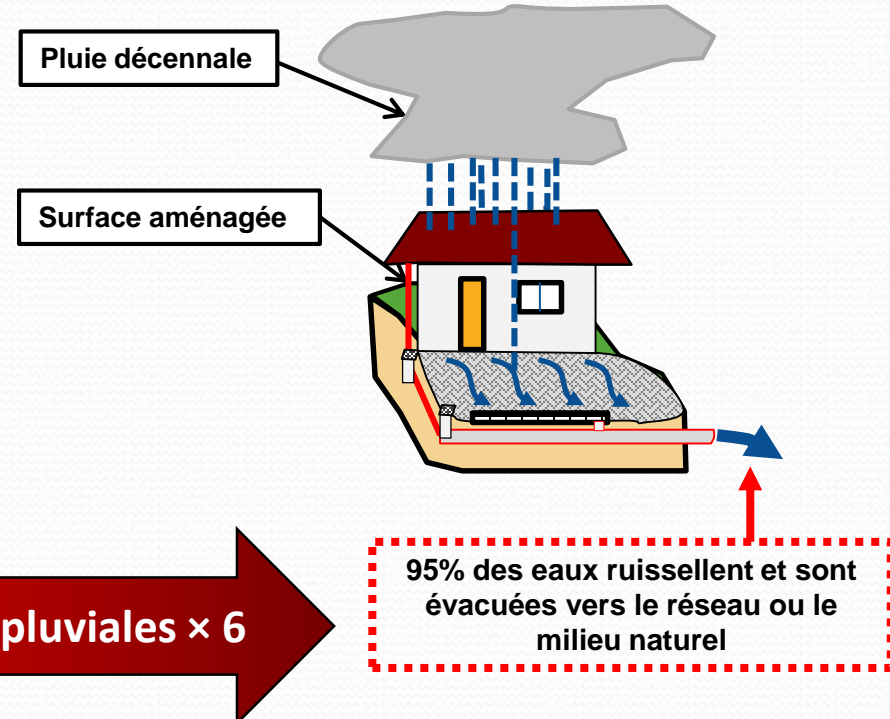 Pluie décennale
Surface aménagée
pluviales × 6
95% des eaux ruissellent et sont
évacuées vers le réseau ou le
milieu naturel